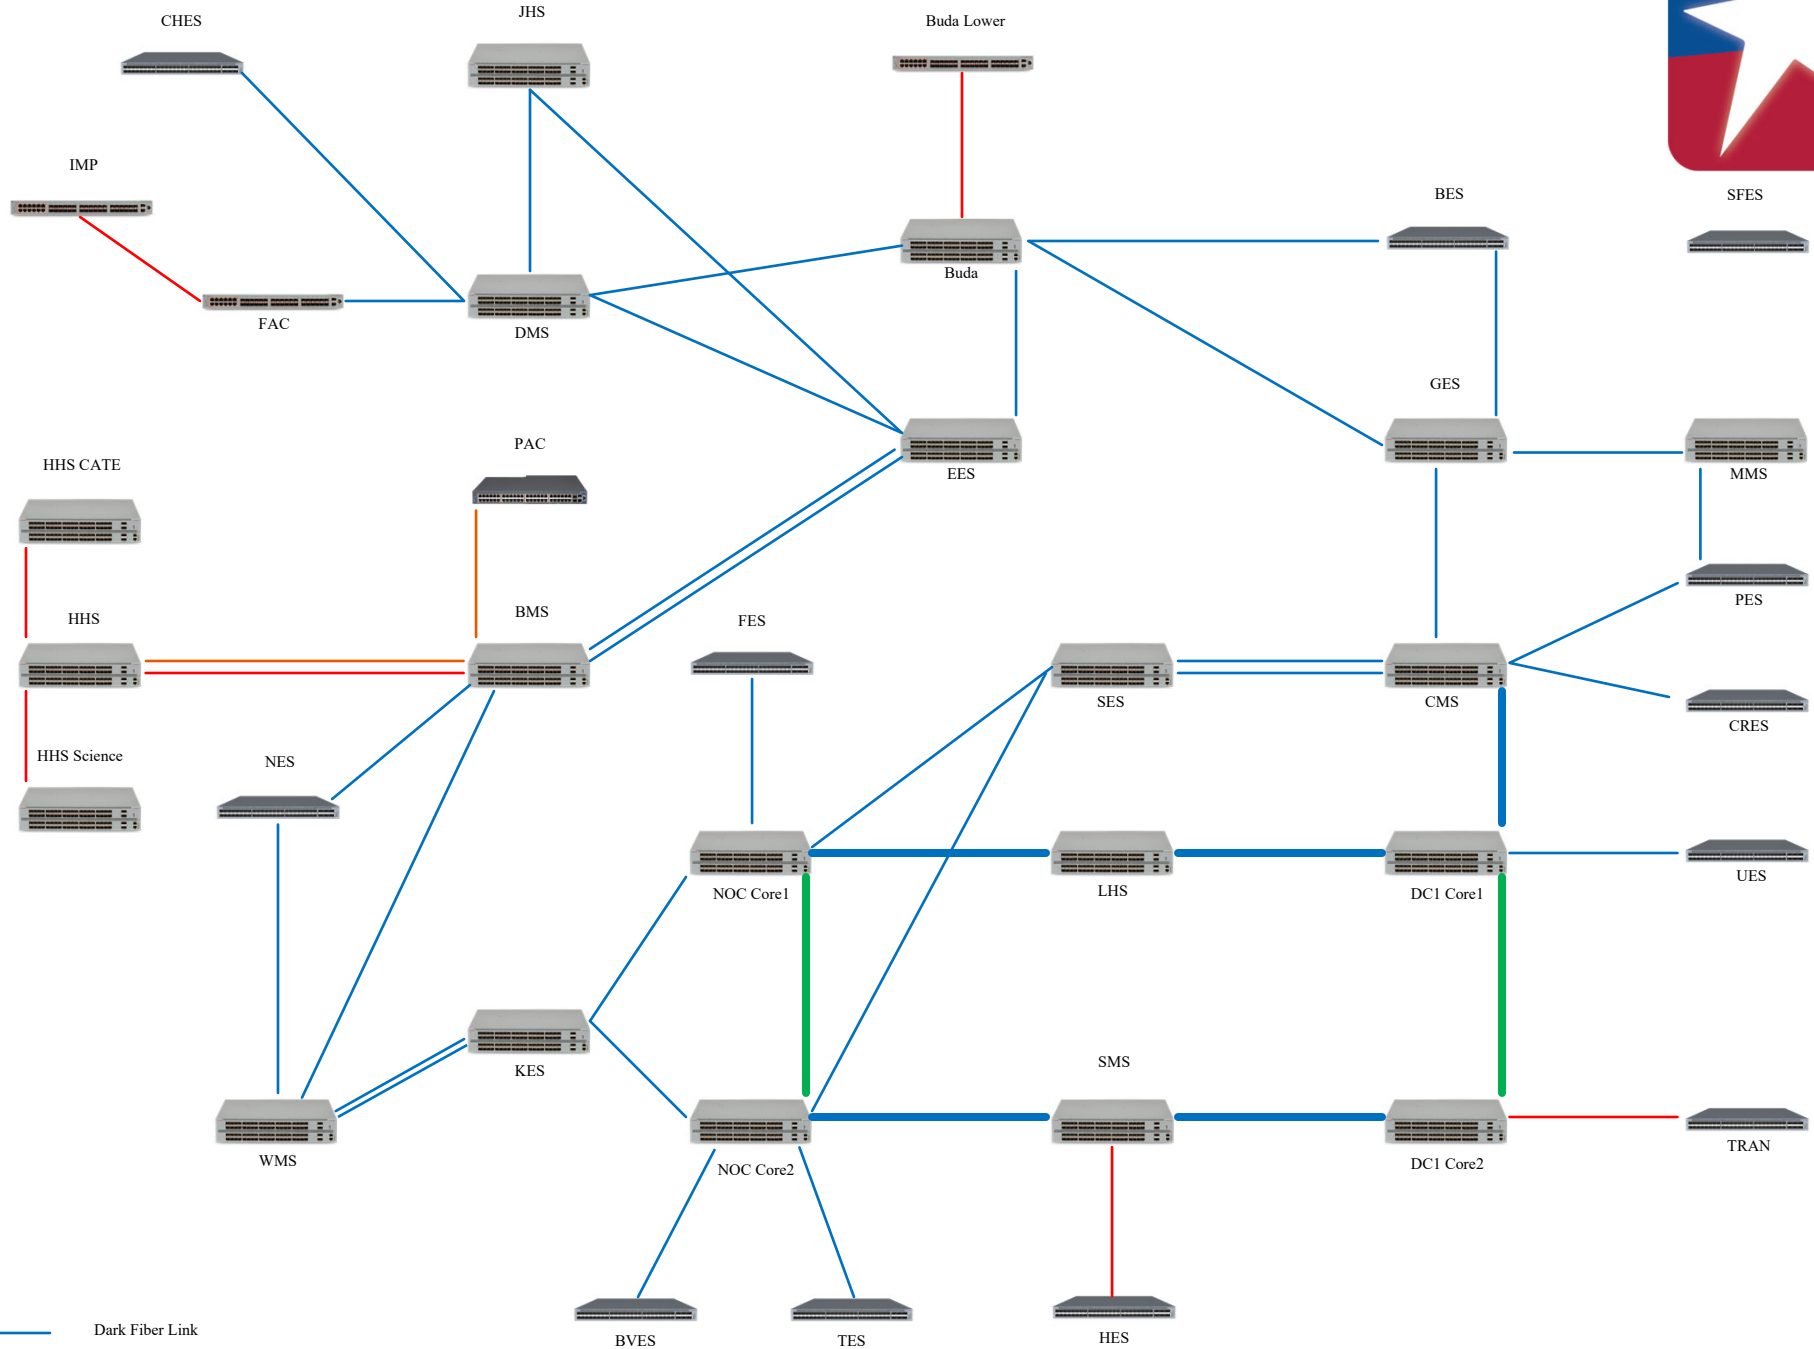 JHS
CHES
Buda Lower
IMP
BES
SFES
Buda
FAC
DMS
GES
PAC
HHS CATE
EES
MMS
PES
BMS
HHS
FES
SES
CMS
CRES
HHS Science
NES
UES
NOC Core1
LHS
DC1 Core1
SMS
KES
TRAN
WMS
NOC Core2
DC1 Core2
Dark Fiber Link
BVES
TES
HES